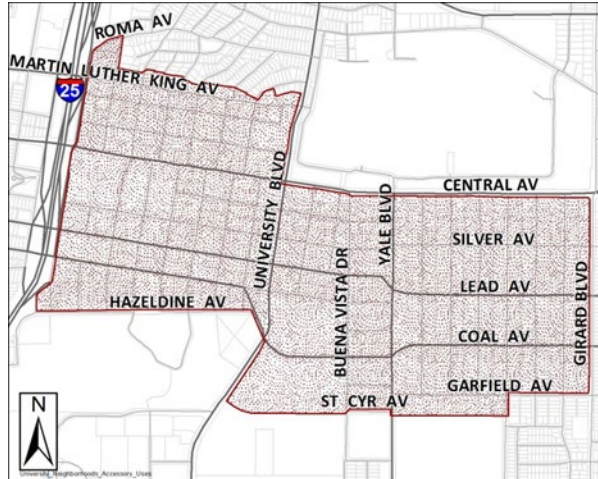 ROMA AV
MARTIN LUTHER KING AV
25
UNIVERSITY BLVD
CENTRAL AV
YALE BLVD
SILVER AV
BUENA VISTA DR
LEAD AV
GIRARD BLVD
HAZELDINE AV
COAL AV
GARFIELD AV
ST CYR AV
N
University_Neighborhoods_Accessory_Uses